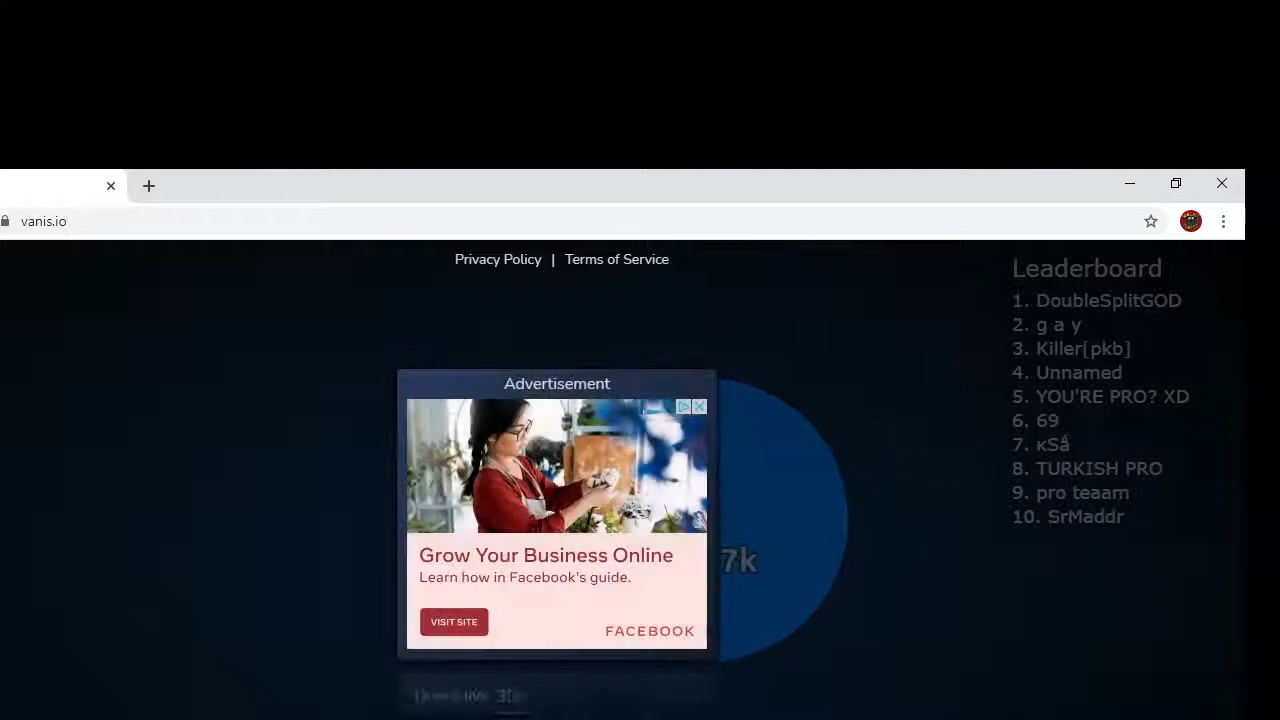 vanis.io
Privacy Policy | Terms of Service
Leaderboard
1. DoubleSplitGOD
2. g a y
3. Killer[pkb]
4. Unnamed
5. YOU'RE PRO? XD
6. 69
7. кSắ
8. TURKISH PRO
9. pro teaam
10. SrMaddr
Advertisement
Grow Your Business Online
Learn how in Facebook's guide.
VISIT SITE
FACEBOOK
7k